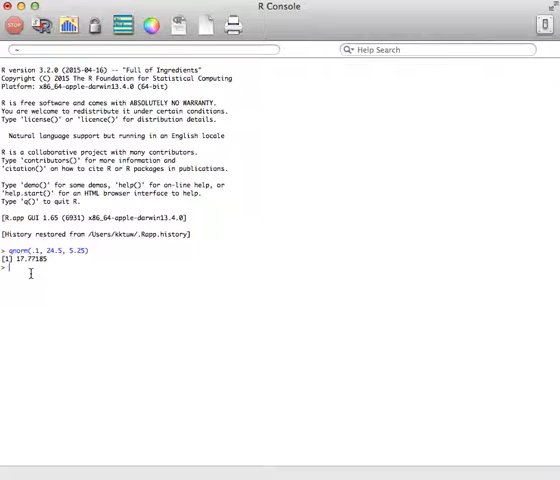 R Console
STOP
Help Search
R version 3.2.0 (2015-04-16) -- "Full of Ingredients"
Copyright (C) 2015 The R Foundation for Statistical Computing
Platform: x86_64-apple-darwin13.4.0 (64-bit)
R is free software and comes with ABSOLUTELY NO WARRANTY.
You are welcome to redistribute it under certain conditions.
Type 'license()' or 'licence()' for distribution details.
Natural language support but running in an English locale
R is a collaborative project with many contributors.
Type 'contributors()' for more information and
'citation()' on how to cite R or R packages in publications.
Type 'demo()' for some demos, 'help()' for on-line help, or
'help.start()' for an HTML browser interface to help.
Type 'q()' to quit R.
[R.app GUI 1.65 (6931) x86_64-apple-darwin13.4.0]
[History restored from /Users/kktuw/.Rapp.history]
> qnorm(.1, 24.5, 5.25)
[1] 17.77185
>